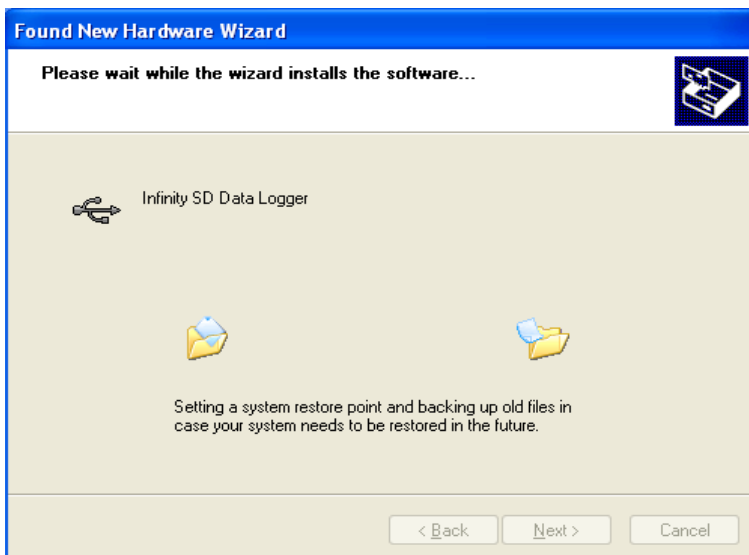 Found New Hardware Wizard
Please wait while the wizard installs the software...
Infinity SD Data Logger
Setting a system restore point and backing up old files in
case your system needs to be restored in the future.
< Back Next > Cancel